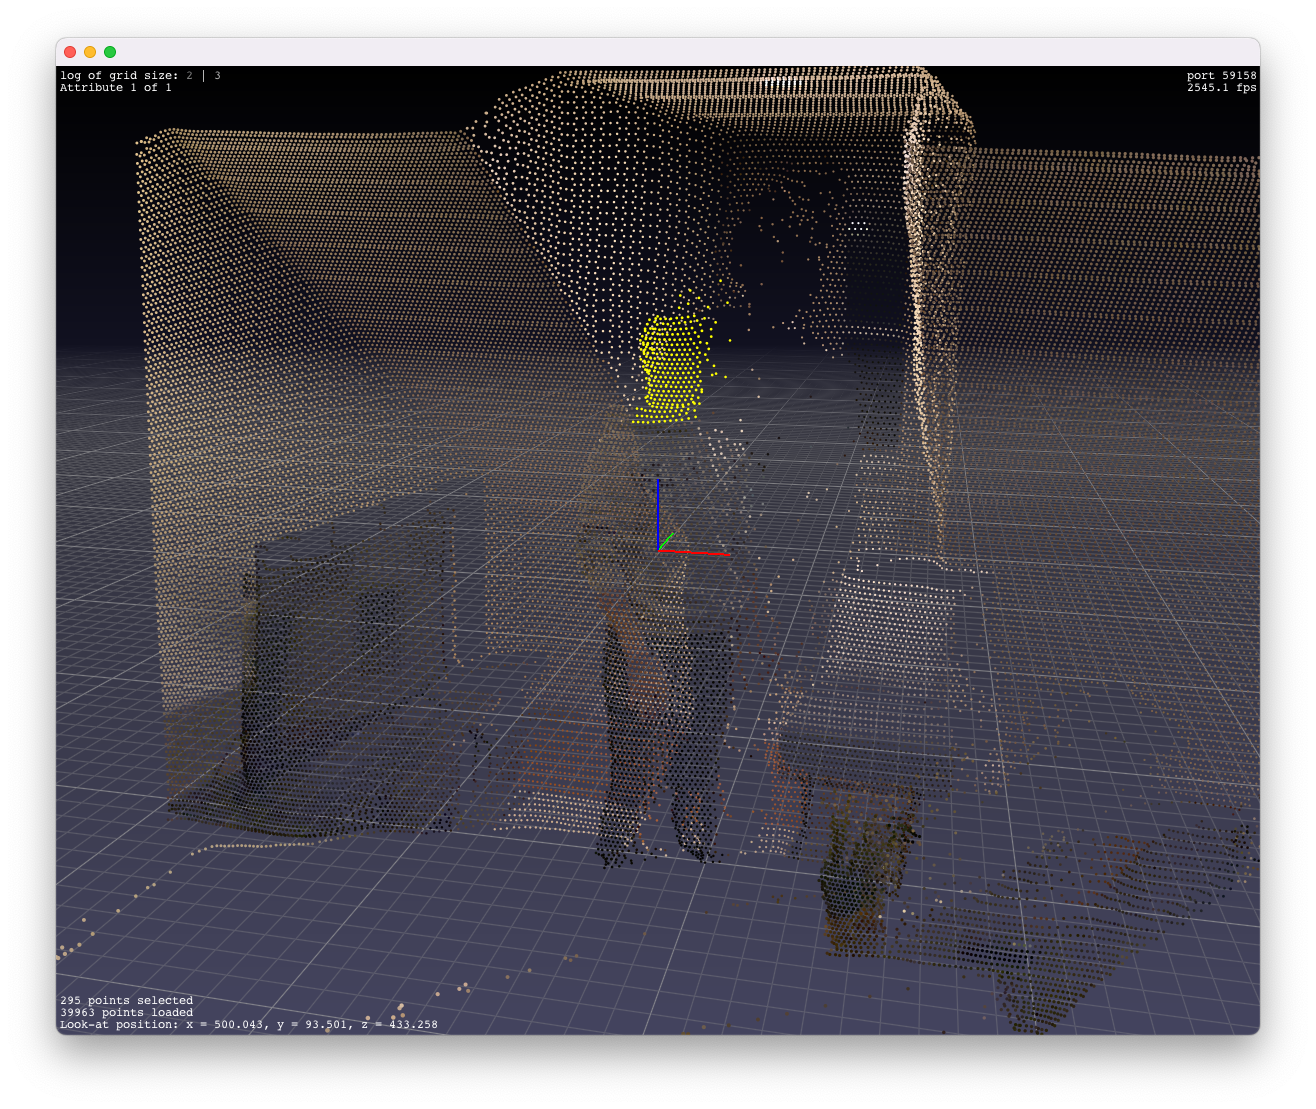 log of grid size: 2 | 3
Attribute 1 of 1
port 59158
2545.1 fps
295 points selected
39963 points loaded
Look-at position: x = 500.043, y = 93.501, z = 433.258